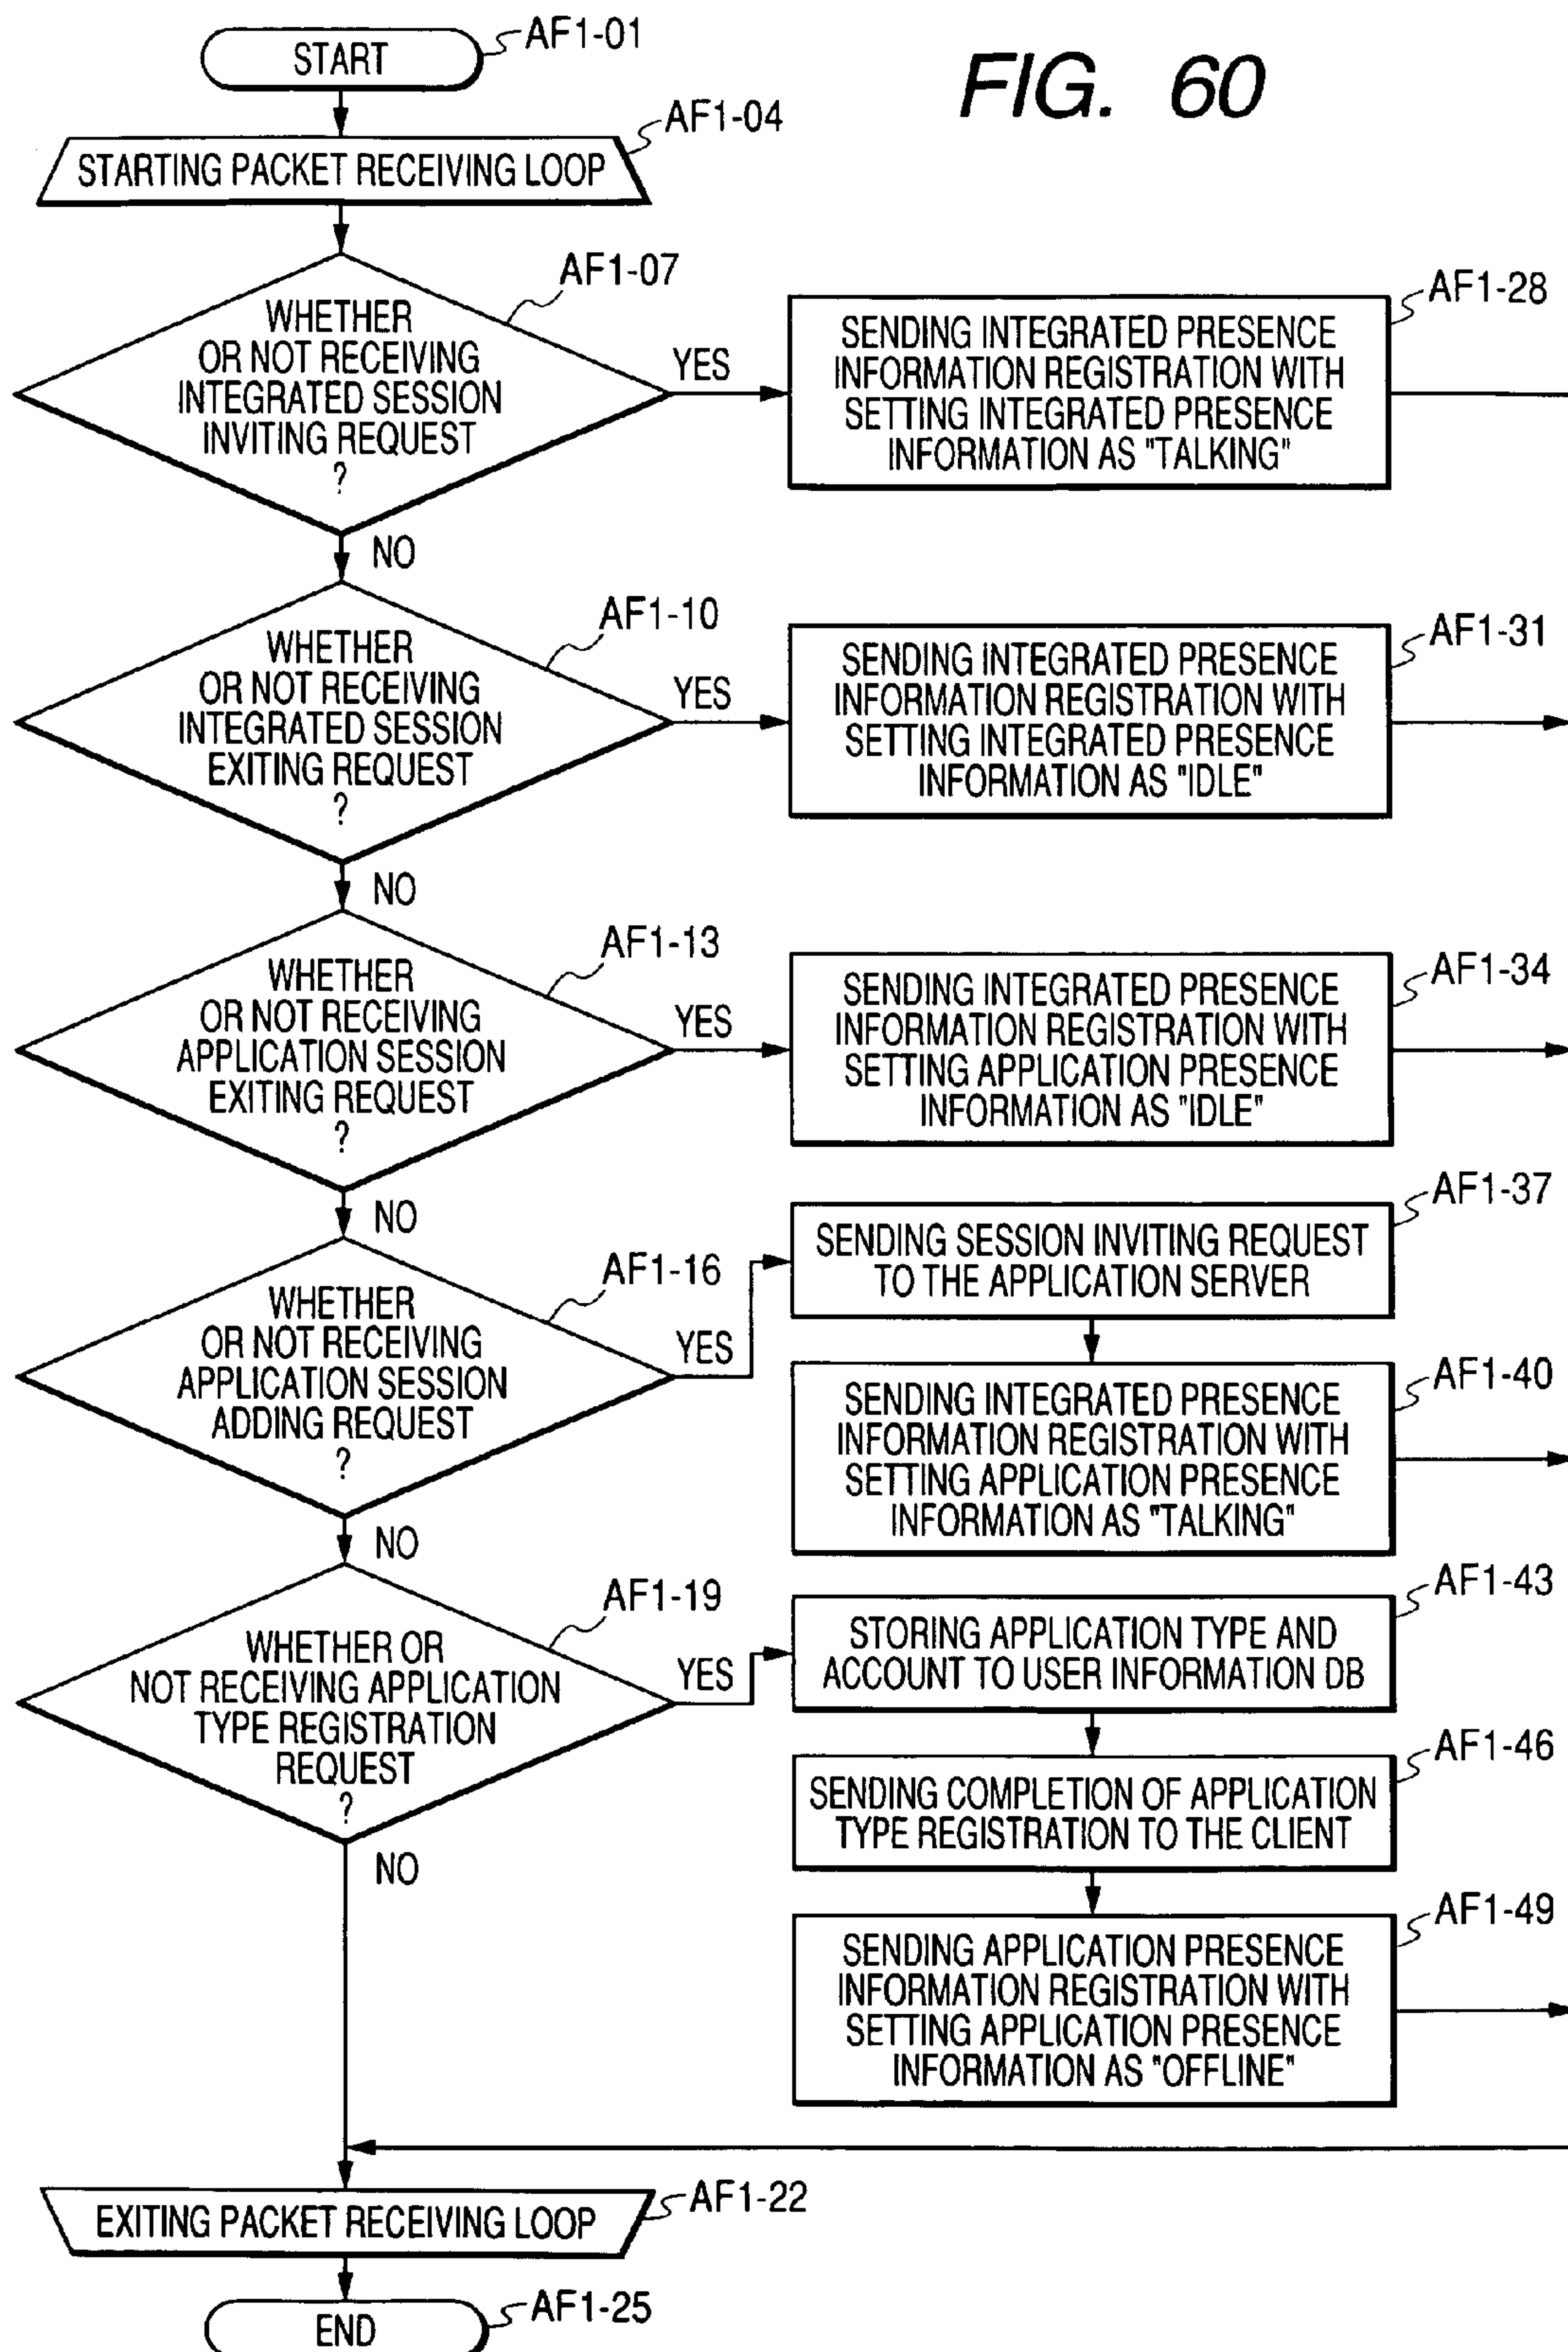 START
AF1-01
FIG. 60
STARTING PACKET RECEIVING LOOP
AF1-04
WHETHER
OR NOT RECEIVING
INTEGRATED SESSION
INVITING REQUEST
?
AF1-07
YES
NO
SENDING INTEGRATED PRESENCE
INFORMATION REGISTRATION WITH
SETTING INTEGRATED PRESENCE
INFORMATION AS "TALKING"
AF1-28
WHETHER
OR NOT RECEIVING
INTEGRATED SESSION
EXITING REQUEST
?
AF1-10
YES
NO
SENDING INTEGRATED PRESENCE
INFORMATION REGISTRATION WITH
SETTING INTEGRATED PRESENCE
INFORMATION AS "IDLE"
AF1-31
WHETHER
OR NOT RECEIVING
APPLICATION SESSION
EXITING REQUEST
?
AF1-13
YES
NO
SENDING INTEGRATED PRESENCE
INFORMATION REGISTRATION WITH
SETTING APPLICATION PRESENCE
INFORMATION AS "IDLE"
AF1-34
WHETHER
OR NOT RECEIVING
APPLICATION SESSION
ADDING REQUEST
?
AF1-16
YES
NO
SENDING SESSION INVITING REQUEST
TO THE APPLICATION SERVER
AF1-37
SENDING INTEGRATED PRESENCE
INFORMATION REGISTRATION WITH
SETTING APPLICATION PRESENCE
INFORMATION AS "TALKING"
AF1-40
WHETHER OR
NOT RECEIVING APPLICATION
TYPE REGISTRATION
REQUEST
?
AF1-19
YES
NO
STORING APPLICATION TYPE AND
ACCOUNT TO USER INFORMATION DB
AF1-43
SENDING COMPLETION OF APPLICATION
TYPE REGISTRATION TO THE CLIENT
AF1-46
SENDING APPLICATION PRESENCE
INFORMATION REGISTRATION WITH
SETTING APPLICATION PRESENCE
INFORMATION AS "OFFLINE"
AF1-49
EXITING PACKET RECEIVING LOOP
AF1-22
END
AF1-25